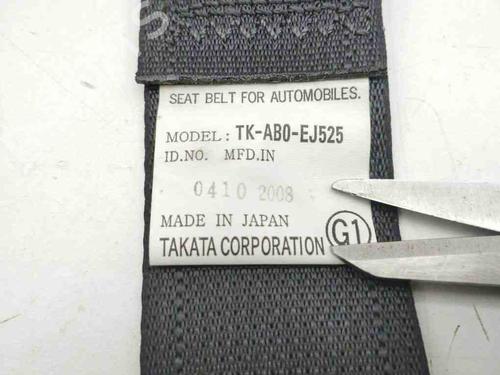 SEAT BELT FOR AUTOMOBILES.
MODEL: TK-AB0-EJ525
ID.NO. MFD.IN
0410 2008
MADE IN JAPAN
TAKATA CORPORATION G1